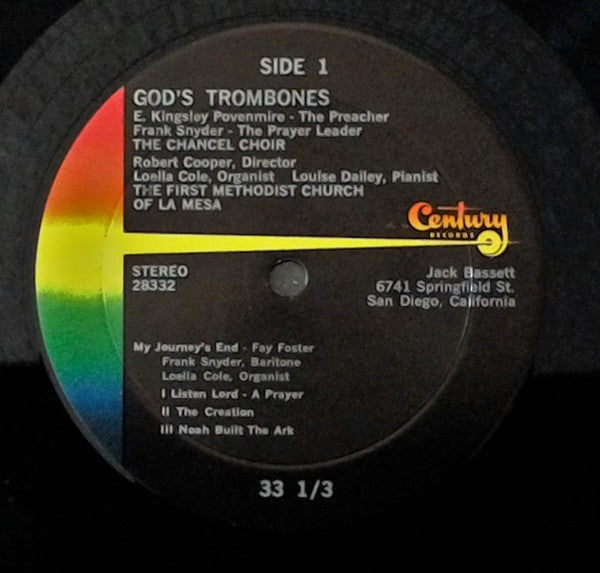 SIDE 1
GOD'S TROMBONES
E. Kingsley Povenmire - The Preacher
Frank Snyder - The Prayer Leader
THE CHANCEL CHOIR
Robert Cooper, Director
Loella Cole, Organist Louise Dailey, Pianist
THE FIRST METHODIST CHURCH
OF LA MESA
Century
RECORDS
STEREO
28332
Jack Bassett
6741 Springfield St.
San Diego, California
My Journey's End - Fay Foster
Frank Snyder, Baritone
Loella Cole, Organist
I Listen Lord - A Prayer
II The Creation
III Noah Built The Ark
33 1/3